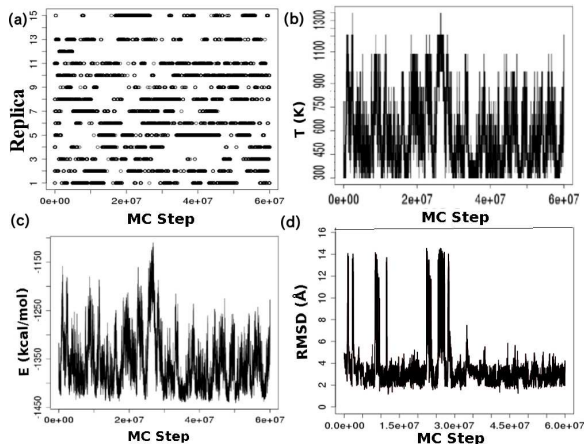 (a)
Replica
15
13
11
9
7
5
3
1
0e+00 2e+07 4e+07 6e+07
MC Step
(b)
T (K)
1300
1100
900
750
600
450
300
0e+00 2e+07 4e+07 6e+07
MC Step
(c)
E (kcal/mol)
-1150
-1250
-1350
-1450
0e+00 2e+07 4e+07 6e+07
MC Step
(d)
RMSD (Å)
16
14
12
10
8
6
4
2
0
0.0e+00 1.5e+07 3.0e+07 4.5e+07 6.0e+07
MC Step